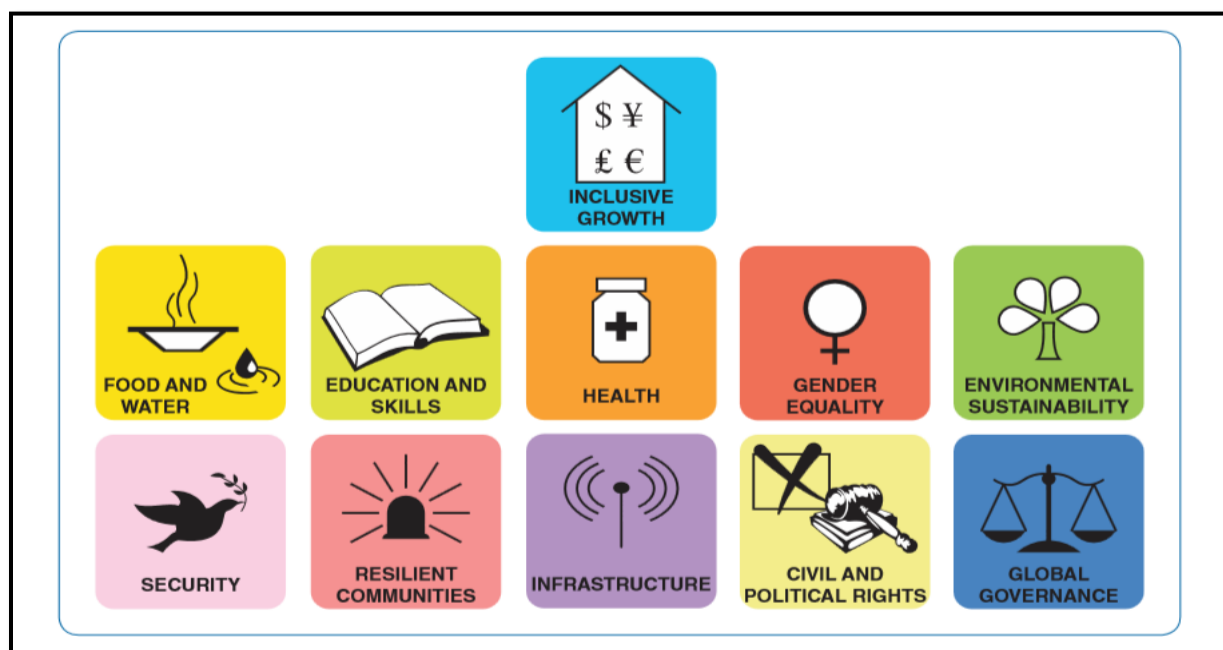 $ ¥
£ €
INCLUSIVE
GROWTH
FOOD AND
WATER
EDUCATION AND
SKILLS
HEALTH
GENDER
EQUALITY
ENVIRONMENTAL
SUSTAINABILITY
SECURITY
RESILIENT
COMMUNITIES
INFRASTRUCTURE
CIVIL AND
POLITICAL RIGHTS
GLOBAL
GOVERNANCE